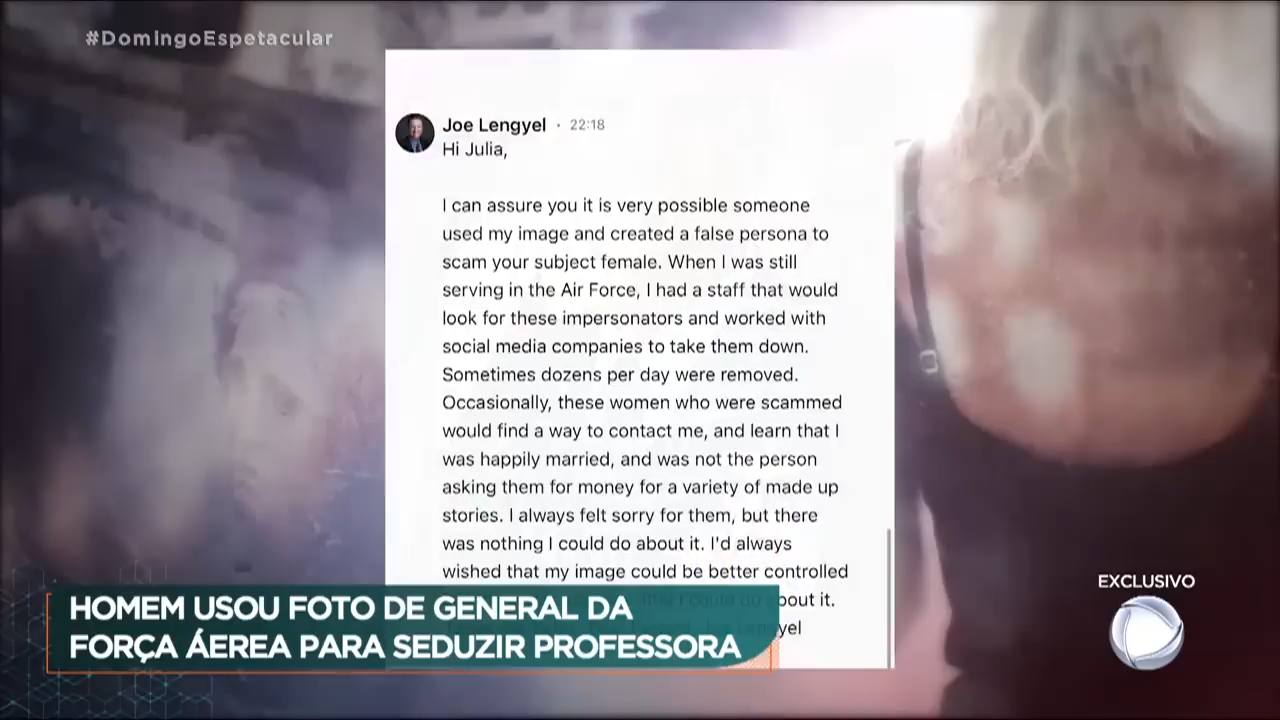 #DomingoEspetacular
Joe Lengyel · 22:18
Hi Julia,
I can assure you it is very possible someone
used my image and created a false persona to
scam your subject female. When I was still
serving in the Air Force, I had a staff that would
look for these impersonators and worked with
social media companies to take them down.
Sometimes dozens per day were removed.
Occasionally, these women who were scammed
would find a way to contact me, and learn that I
was happily married, and was not the person
asking them for money for a variety of made up
stories. I always felt sorry for them, but there
was nothing I could do about it. I'd always
wished that my image could be better controlled
I could do about it.
Lengyel
HOMEM USOU FOTO DE GENERAL DA
FORÇA ÁEREA PARA SEDUZIR PROFESSORA
EXCLUSIVO